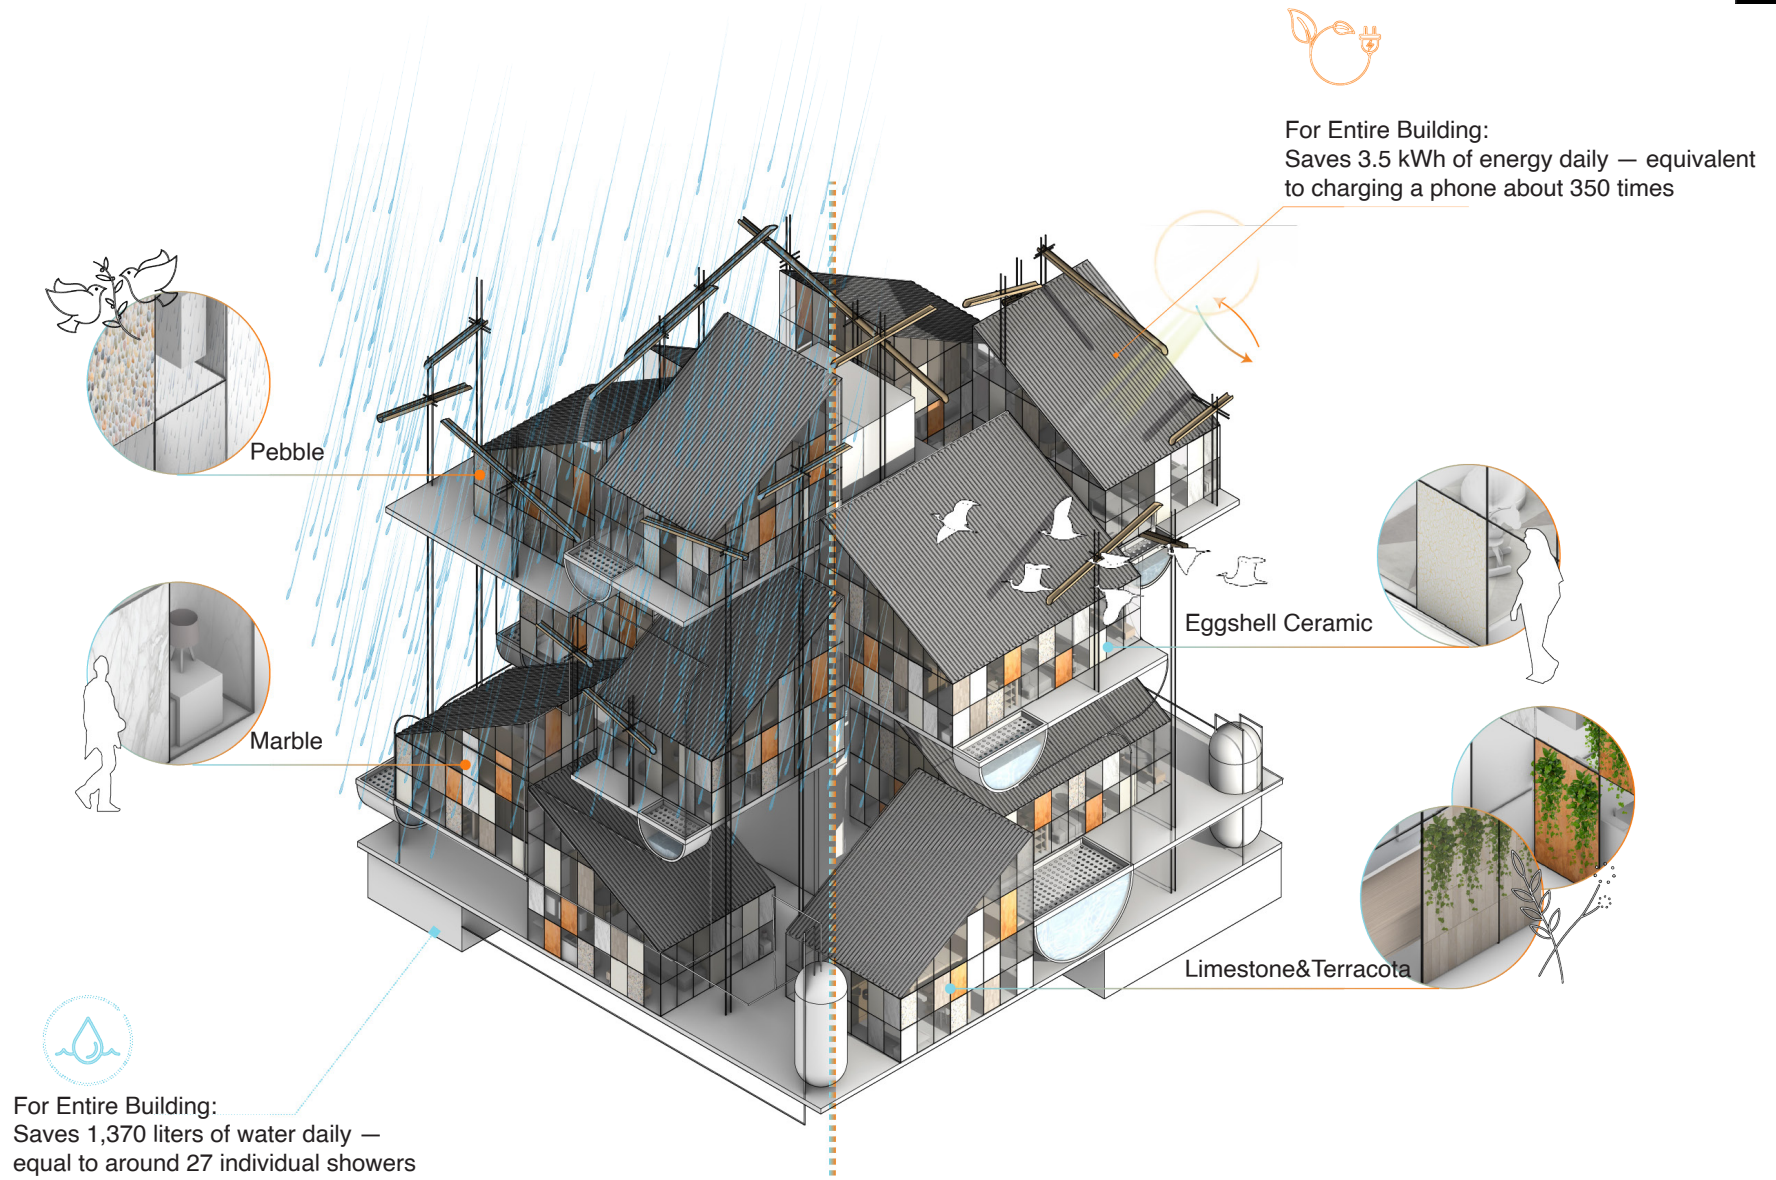 For Entire Building:
Saves 3.5 kWh of energy daily — equivalent
to charging a phone about 350 times
Pebble
Eggshell Ceramic
Marble
Limestone&Terracota
For Entire Building:
Saves 1,370 liters of water daily —
equal to around 27 individual showers